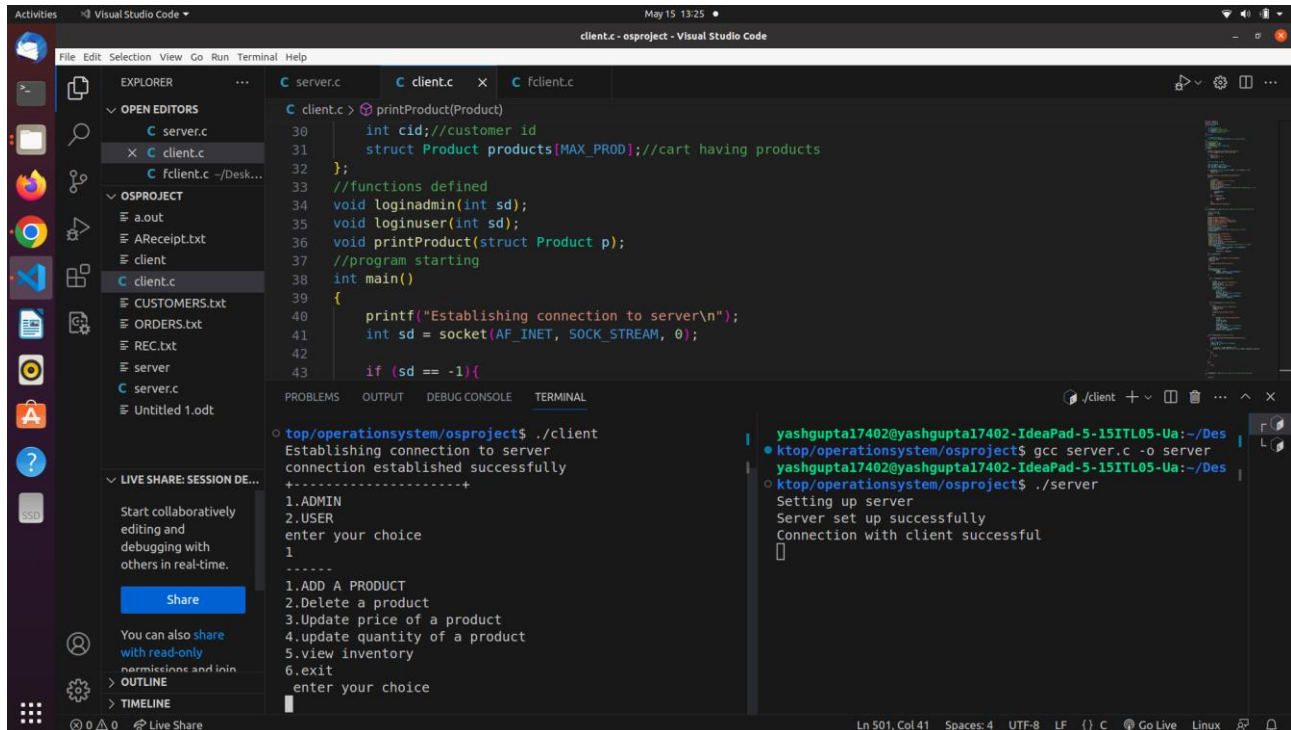 Activities
Visual Studio Code
May 15 13:25
client.c - osproject - Visual Studio Code
File Edit Selection View Go Run Terminal Help
EXPLORER
OPEN EDITORS
C server.c
X C client.c
C fclient.c ~/Desk...
OSPROJECT
a.out
AReceipt.txt
client
C client.c
CUSTOMERS.txt
ORDERS.txt
REC.txt
server
C server.c
Untitled 1.odt
LIVE SHARE: SESSION DE...
Start collaboratively
editing and
debugging with
others in real-time.
Share
You can also share
with read-only
permissions and join
OUTLINE
TIMELINE
C server.c C client.c X C fclient.c
C client.c > printProduct(Product)
30 int cid;//customer id
31 struct Product products[MAX_PROD];//cart having products
32 };
33 //functions defined
34 void loginadmin(int sd);
35 void loginuser(int sd);
36 void printProduct(struct Product p);
37 //program starting
38 int main()
39 {
40 printf("Establishing connection to server\n");
41 int sd = socket(AF_INET, SOCK_STREAM, 0);
42
43 if (sd == -1){
PROBLEMS OUTPUT DEBUG CONSOLE TERMINAL
./client
top/operationsystem/osproject$ ./client
Establishing connection to server
connection established successfully
+----------------------+
1.ADMIN
2.USER
enter your choice
1
------
1.ADD A PRODUCT
2.Delete a product
3.Update price of a product
4.update quantity of a product
5.view inventory
6.exit
enter your choice
yashgupta17402@yashgupta17402-IdeaPad-5-15ITL05-Ua:~/Des
ktop/operationsystem/osproject$ gcc server.c -o server
yashgupta17402@yashgupta17402-IdeaPad-5-15ITL05-Ua:~/Des
ktop/operationsystem/osproject$ ./server
Setting up server
Server set up successfully
Connection with client successful
SSD
0 0 Live Share
Ln 501, Col 41 Spaces: 4 UTF-8 LF {} C Go Live Linux